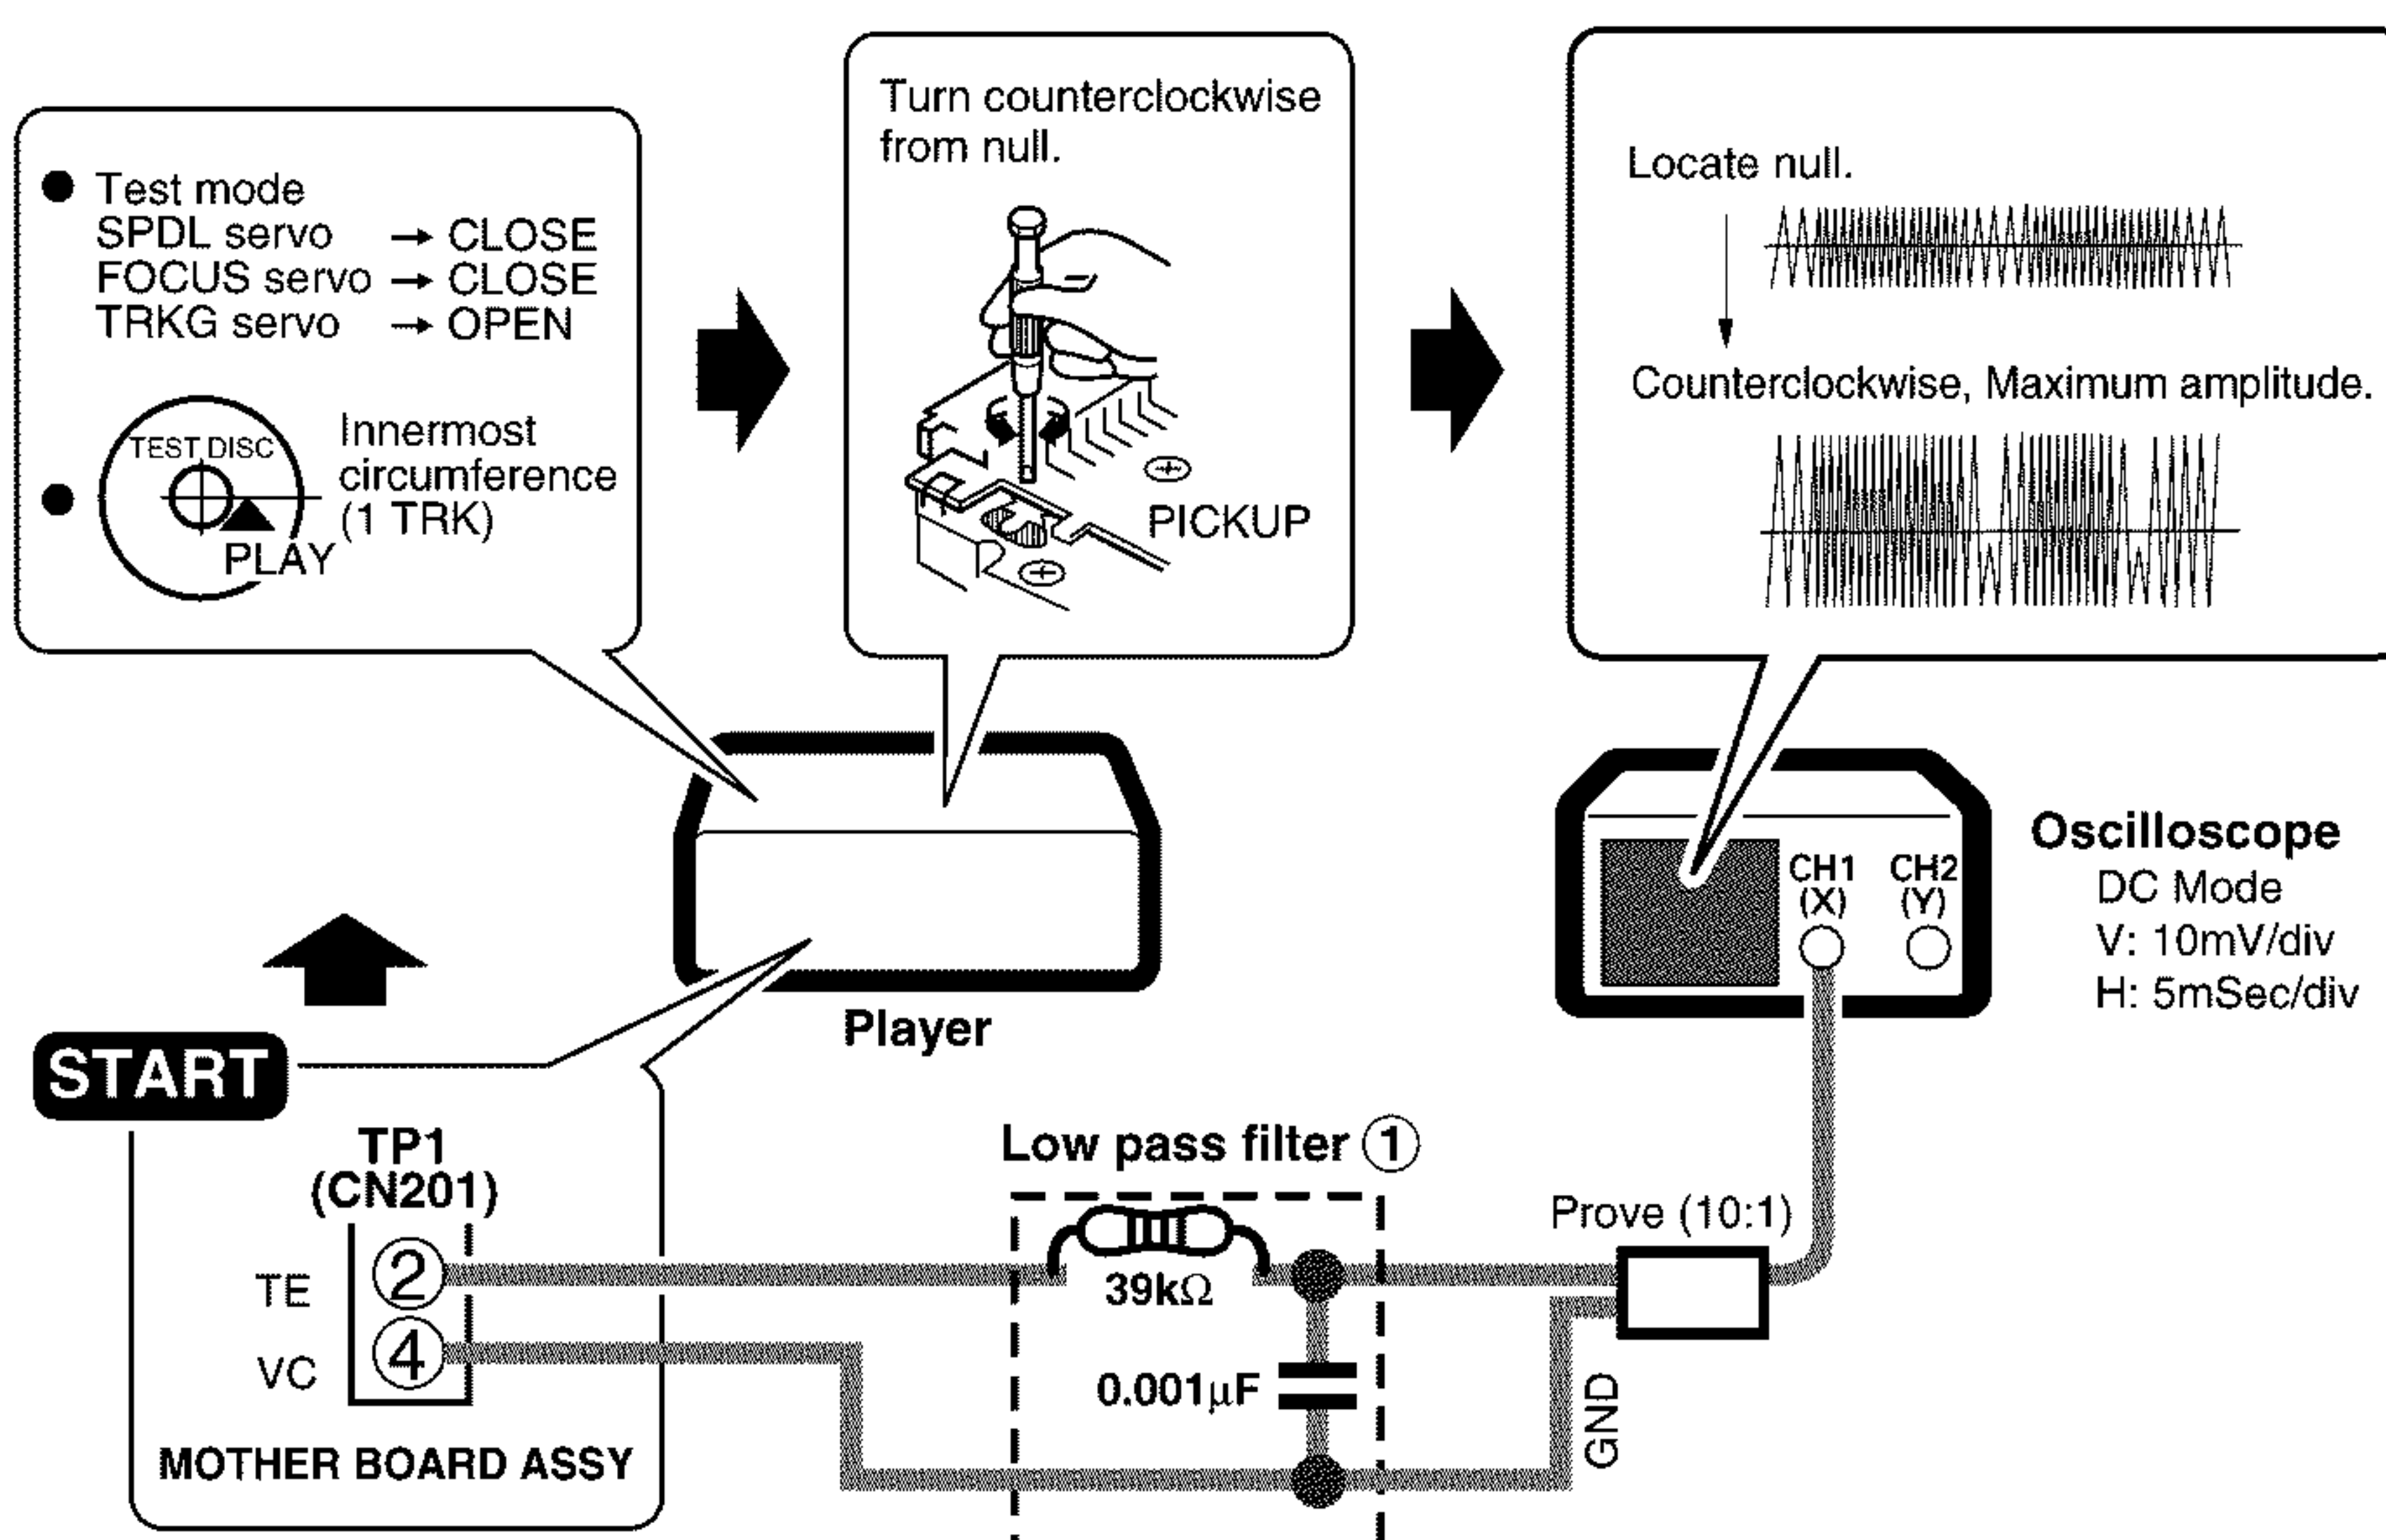 Test mode
SPDL servo → CLOSE
FOCUS servo → CLOSE
TRKG servo → OPEN
TEST DISC
PLAY
Innermost
circumference
(1 TRK)
Turn counterclockwise
from null.
PICKUP
Locate null.
Counterclockwise, Maximum amplitude.
Player
CH1
(X)
CH2
(Y)
Oscilloscope
DC Mode
V: 10mV/div
H: 5mSec/div
START
TP1
(CN201)
TE ②
VC ④
MOTHER BOARD ASSY
Low pass filter ①
39kΩ
0.001μF
Prove (10:1)
GND